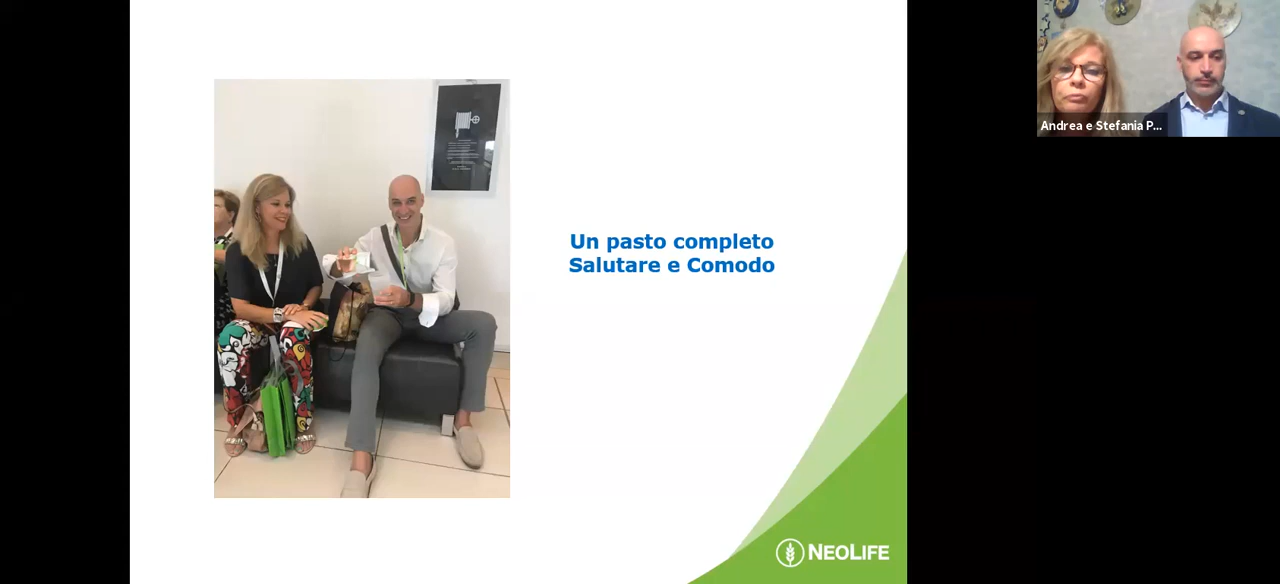 Un pasto completo
Salutare e Comodo
NEOLIFE
Andrea e Stefania P...